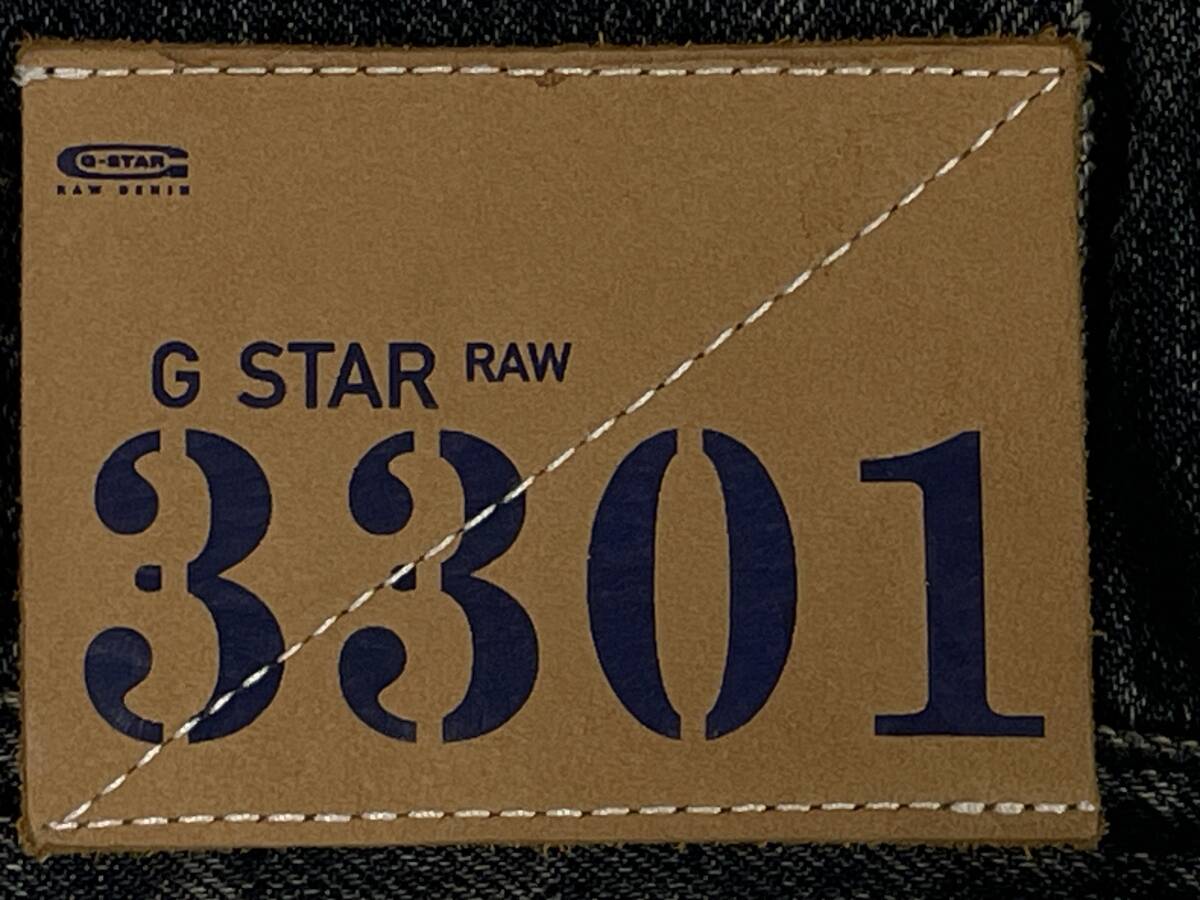 G-STAR
RAW DENIM
G STAR RAW
3301